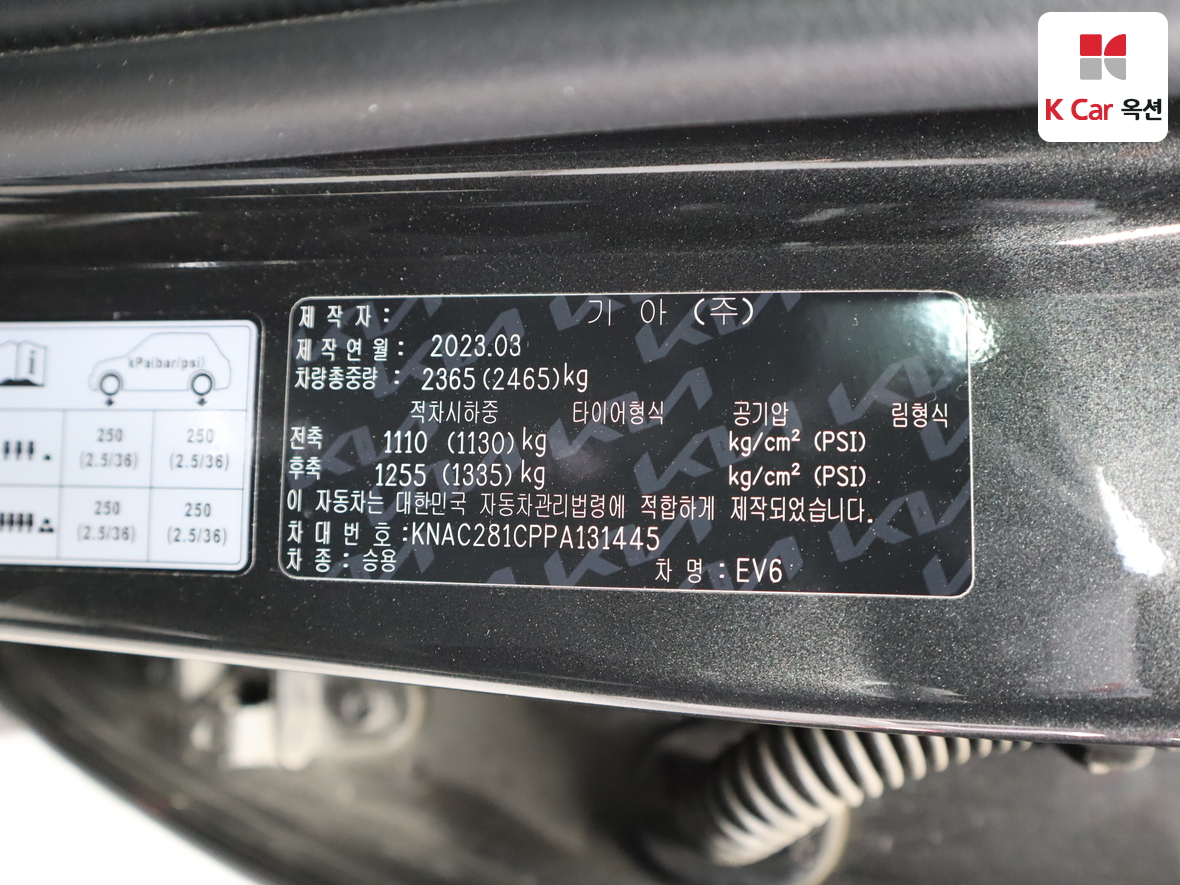 K Car 옥션
제작자: 기아 (주)
제작연월: 2023.03
차량총중량: 2365(2465)kg
적차시하중 타이어형식 공기압 림형식
전축 1110 (1130)kg kg/cm² (PSI)
후축 1255 (1335)kg kg/cm² (PSI)
이 자동차는 대한민국 자동차관리법령에 적합하게 제작되었습니다.
차대번호:KNAC281CPPA131445
차종: 승용 차명: EV6
kPa(bar/psi)
250 250
(2.5/36) (2.5/36)
250 250
(2.5/36) (2.5/36)